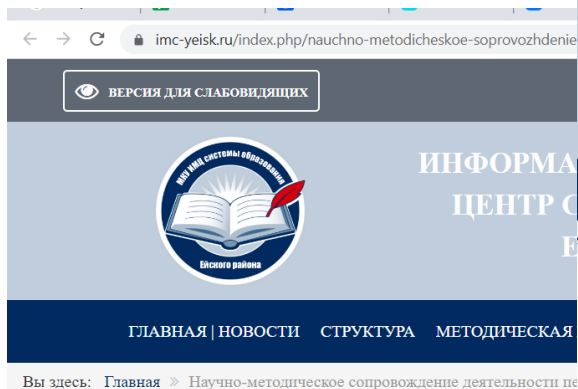 imc-yeisk.ru/index.php/nauchno-metodicheskoe-soprovozhdenie
ВЕРСИЯ ДЛЯ СЛАБОВИДЯЩИХ
МКУ ИМЦ системы образования
Ейского района
ИНФОРМА
ЦЕНТР С
Е
ГЛАВНАЯ | НОВОСТИ СТРУКТУРА МЕТОДИЧЕСКАЯ
Вы здесь: Главная » Научно-методическое сопровождение деятельности пе